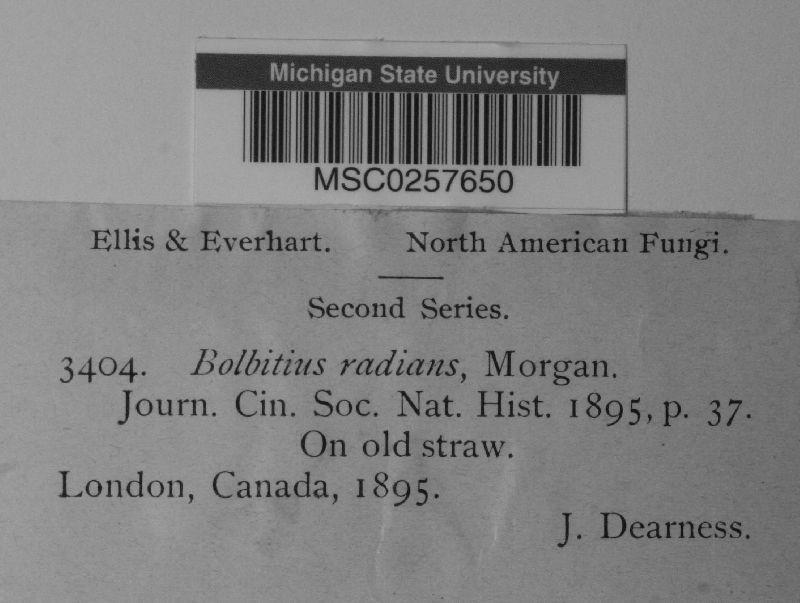 Michigan State University
MSC0257650
Ellis & Everhart. North American Fungi.
Second Series.
3404. Bolbitius radians, Morgan.
Journ. Cin. Soc. Nat. Hist. 1895, p. 37.
On old straw.
London, Canada, 1895.
J. Dearness.